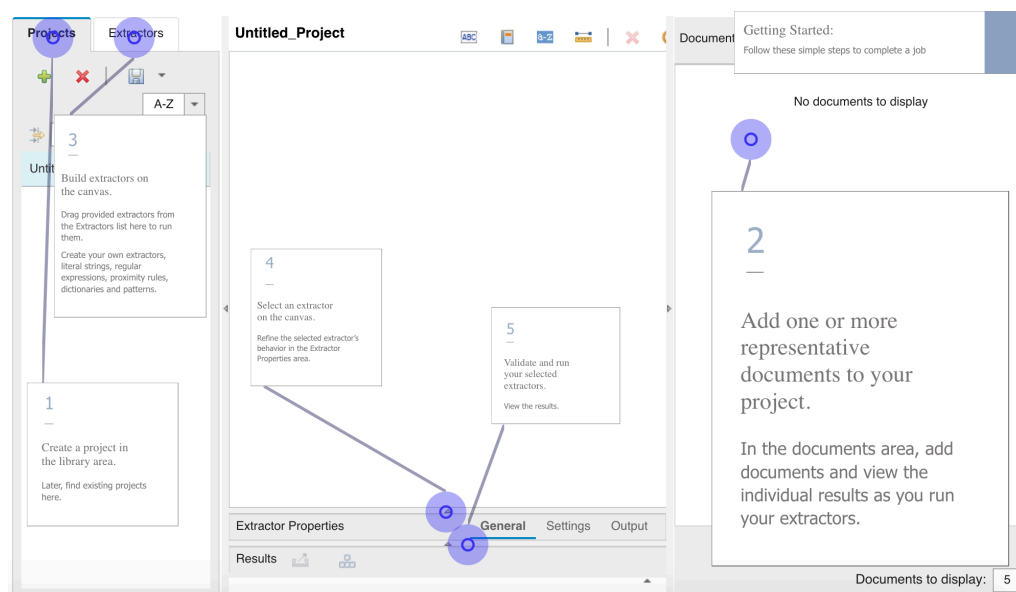 Projects
Extractors
A-Z
3
Build extractors on
the canvas.
Drag provided extractors from
the Extractors list here to run
them.
Create your own extractors,
literal strings, regular
expressions, proximity rules,
dictionaries and patterns.
1
Create a project in
the library area.
Later, find existing projects
here.
Untitled_Project
ABC
a-z
4
Select an extractor
on the canvas.
Refine the selected extractor's
behavior in the Extractor
Properties area.
5
Validate and run
your selected
extractors.
View the results.
Extractor Properties
General
Settings
Output
Results
Document
Getting Started:
Follow these simple steps to complete a job
No documents to display
2
Add one or more
representative
documents to your
project.
In the documents area, add
documents and view the
individual results as you run
your extractors.
Documents to display: 5